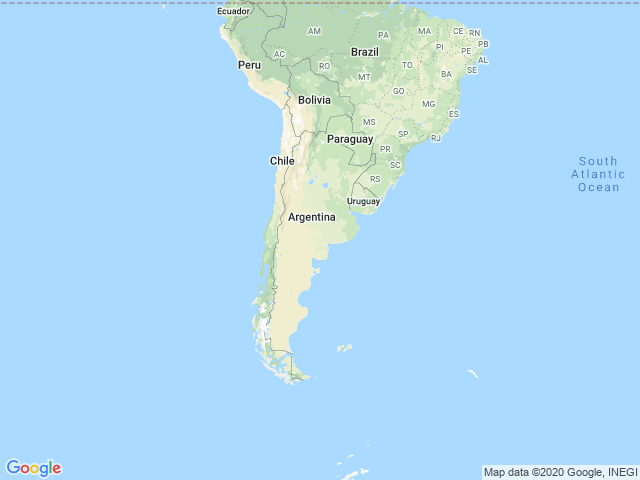 Ecuador
AM
PA
MA
CE
RN
PI
PB
PE
AC
Brazil
AL
Peru
RO
TO
SE
MT
BA
GO
Bolivia
MG
ES
MS
SP
RJ
Paraguay
PR
Chile
SC
South
Atlantic
Ocean
RS
Uruguay
Argentina
Google
Map data ©2020 Google, INEGI